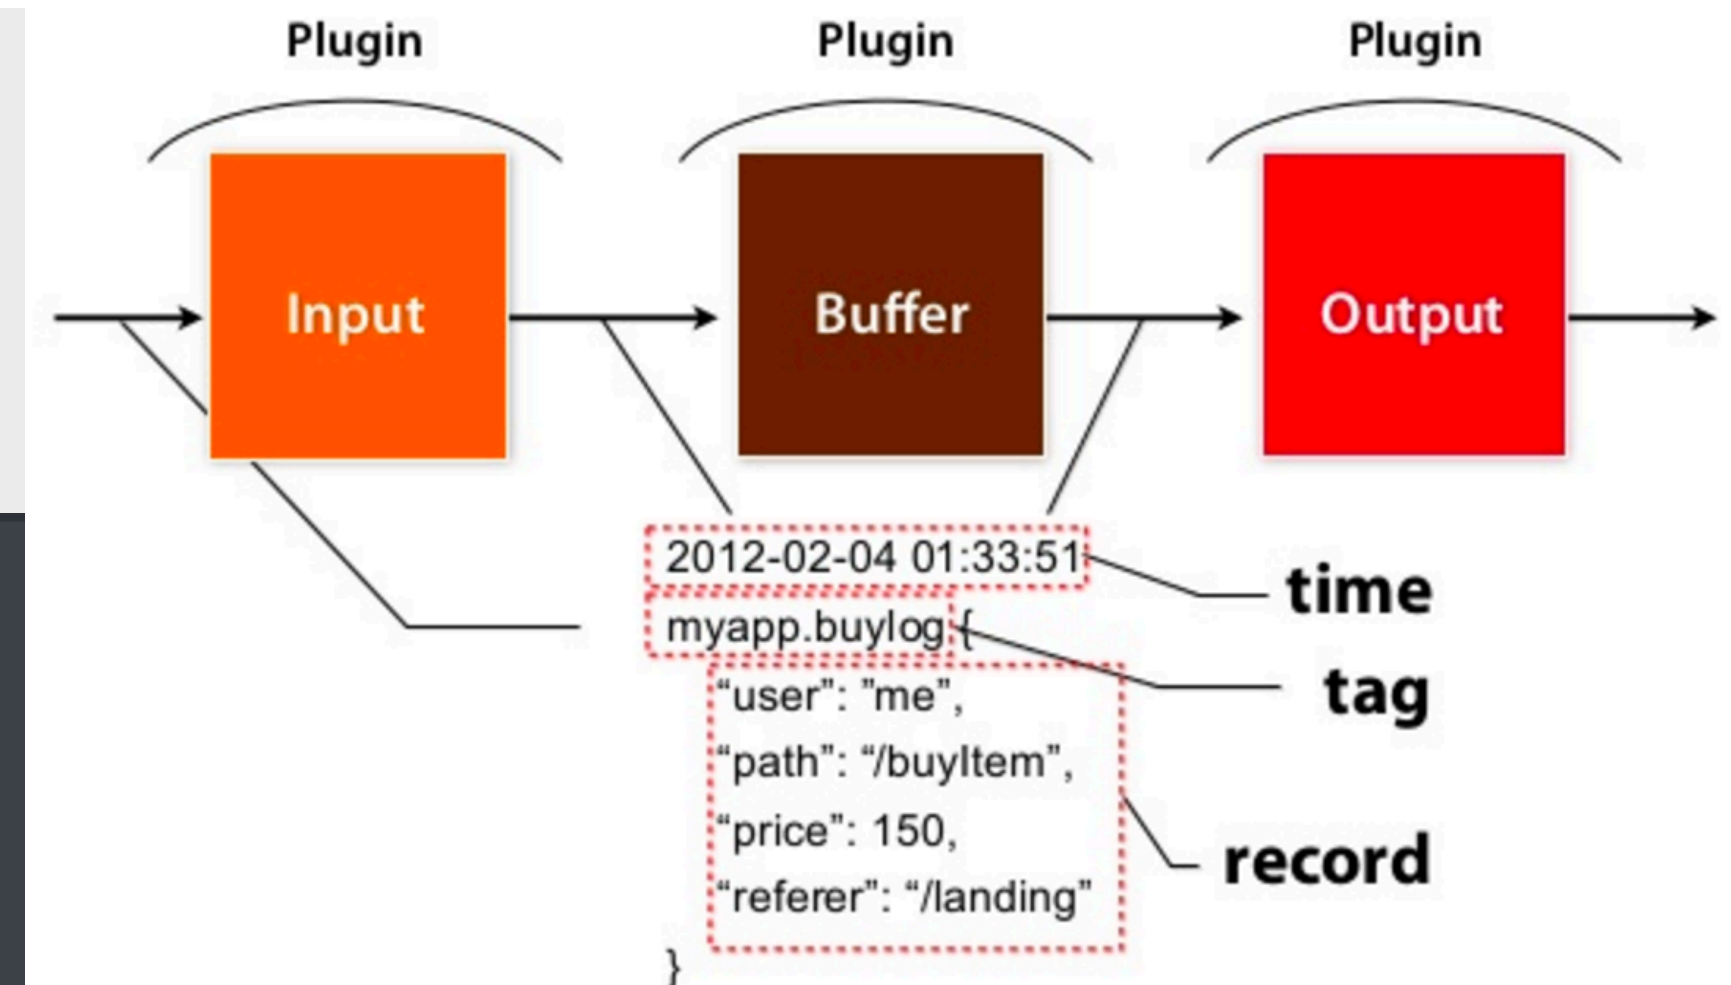 Plugin Plugin Plugin
Input Buffer Output
2012-02-04 01:33:51
time
myapp.buylog {
tag
“user”: ”me”,
“path”: “/buyItem”,
“price”: 150,
record
“referer”: “/landing”
}